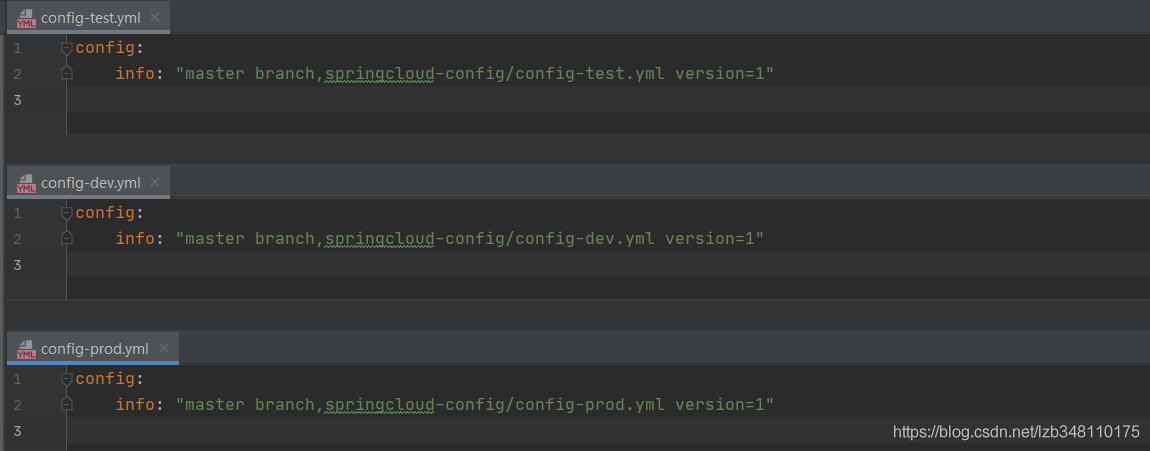 YML config-test.yml ×
1 config:
2 info: "master branch,springcloud-config/config-test.yml version=1"
3
YML config-dev.yml ×
1 config:
2 info: "master branch,springcloud-config/config-dev.yml version=1"
3
YML config-prod.yml ×
1 config:
2 info: "master branch,springcloud-config/config-prod.yml version=1"
3
https://blog.csdn.net/lzb348110175